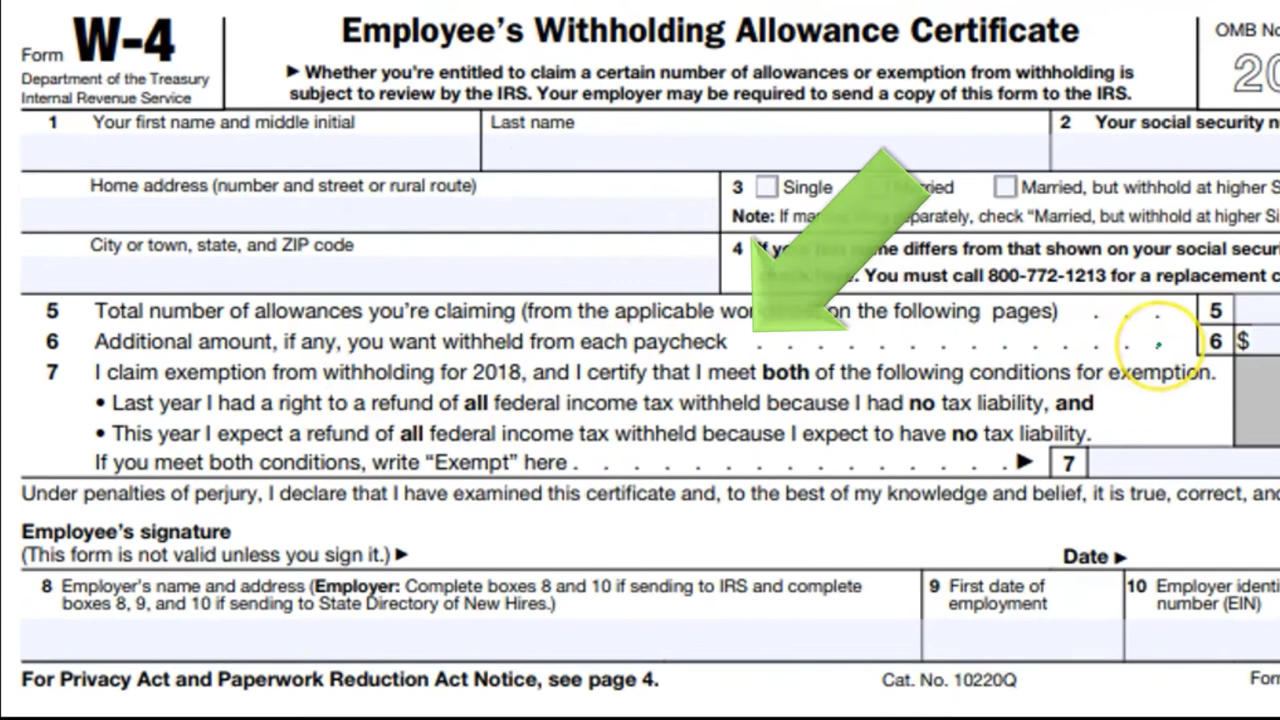 Form W-4
Department of the Treasury
Internal Revenue Service
Employee's Withholding Allowance Certificate
▶ Whether you're entitled to claim a certain number of allowances or exemption from withholding is
subject to review by the IRS. Your employer may be required to send a copy of this form to the IRS.
OMB No
20
1 Your first name and middle initial
Last name
2 Your social security n
Home address (number and street or rural route)
3 Single Married Married, but withhold at higher S
Note: If married filing separately, check “Married, but withhold at higher Si
City or town, state, and ZIP code
4 If your name differs from that shown on your social securi
You must call 800-772-1213 for a replacement c
5 Total number of allowances you're claiming (from the applicable on the following pages) . . . 5
6 Additional amount, if any, you want withheld from each paycheck . . . . . . . . . . . . . . 6 $
7 I claim exemption from withholding for 2018, and I certify that I meet both of the following conditions for exemption.
• Last year I had a right to a refund of all federal income tax withheld because I had no tax liability, and
• This year I expect a refund of all federal income tax withheld because I expect to have no tax liability.
If you meet both conditions, write “Exempt” here . . . . . . . . . . . . . . . ▶ 7
Under penalties of perjury, I declare that I have examined this certificate and, to the best of my knowledge and belief, it is true, correct, and
Employee's signature
(This form is not valid unless you sign it.) ▶
Date ▶
8 Employer's name and address (Employer: Complete boxes 8 and 10 if sending to IRS and complete
boxes 8, 9, and 10 if sending to State Directory of New Hires.)
9 First date of
employment
10 Employer identi
number (EIN)
For Privacy Act and Paperwork Reduction Act Notice, see page 4.
Cat. No. 10220Q
For